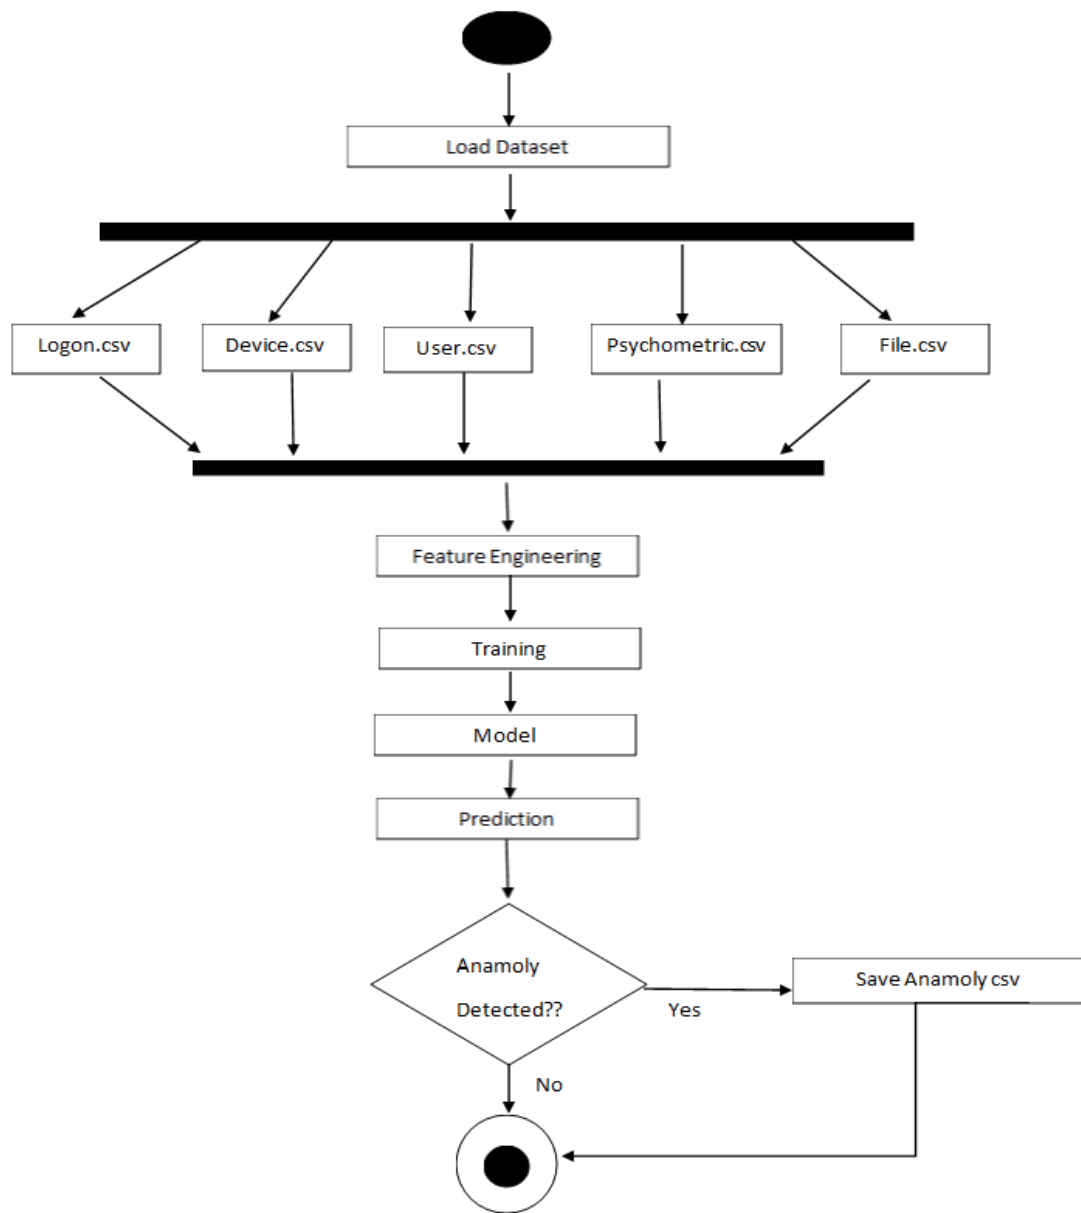 Load Dataset
Logon.csv
Device.csv
User.csv
Psychometric.csv
File.csv
Feature Engineering
Training
Model
Prediction
Anamoly
Detected??
Yes
Save Anamoly csv
No